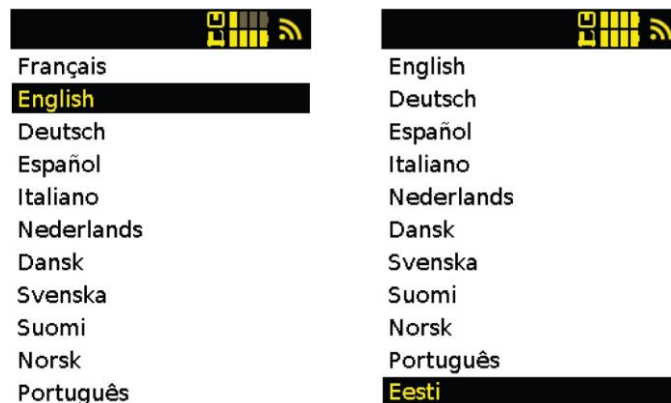 Français
English
Deutsch
Español
Italiano
Nederlands
Dansk
Svenska
Suomi
Norsk
Português
English
Deutsch
Español
Italiano
Nederlands
Dansk
Svenska
Suomi
Norsk
Português
Eesti